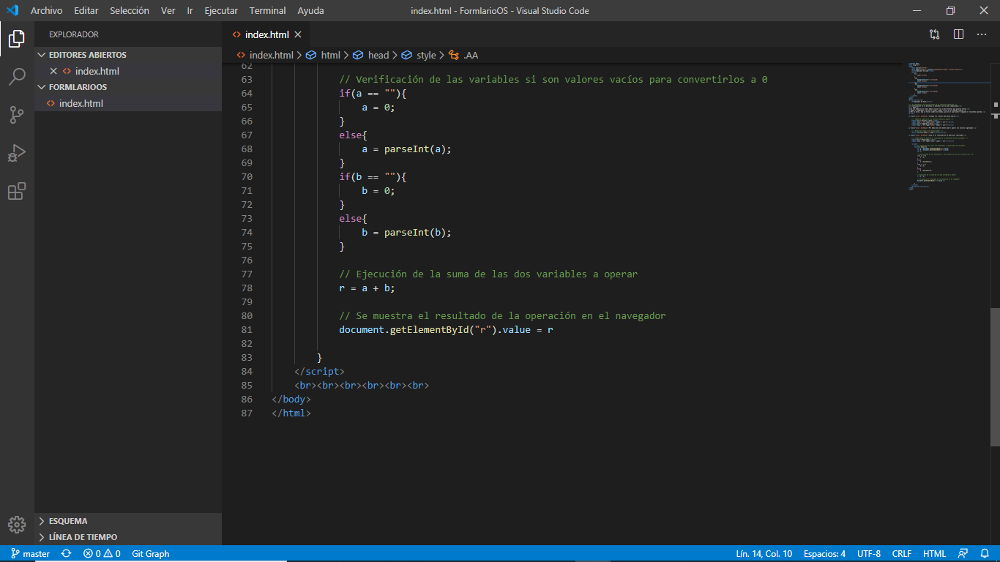 Archivo Editar Selección Ver Ir Ejecutar Terminal Ayuda index.html - FormlarioOS - Visual Studio Code
EXPLORADOR
EDITORES ABIERTOS
index.html
FORMLARIOOS
index.html
ESQUEMA
LÍNEA DE TIEMPO
index.html
index.html > html > head > style > .AA
62
63 // Verificación de las variables si son valores vacíos para convertirlos a 0
64 if(a == ""){
65 a = 0;
66 }
67 else{
68 a = parseInt(a);
69 }
70 if(b == ""){
71 b = 0;
72 }
73 else{
74 b = parseInt(b);
75 }
76
77 // Ejecución de la suma de las dos variables a operar
78 r = a + b;
79
80 // Se muestra el resultado de la operación en el navegador
81 document.getElementById("r").value = r
82
83 }
84 </script>
85 <br><br><br><br><br><br>
86 </body>
87 </html>
master 0 0 Git Graph Lín. 14, Col. 10 Espacios: 4 UTF-8 CRLF HTML